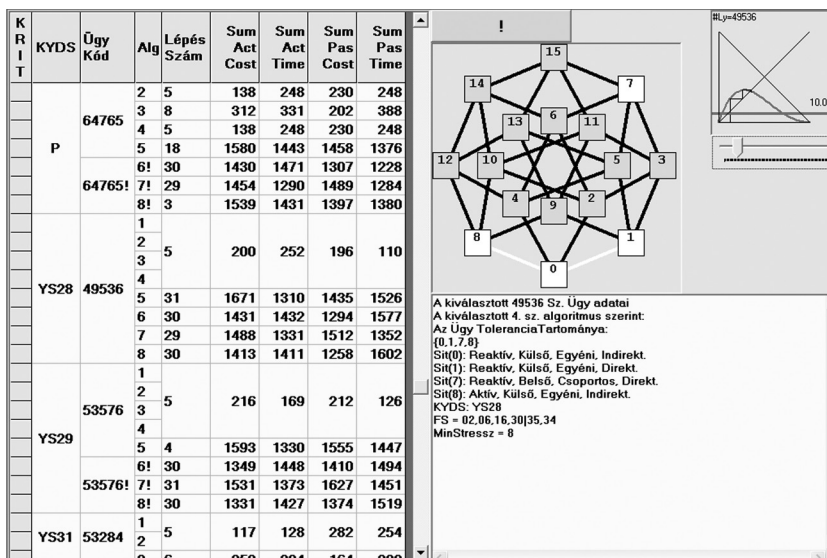 KRIT KYDS Ügy Kód Alg Lépés Szám Sum Act Cost Sum Act Time Sum Pas Cost Sum Pas Time
P 64765 2 5 138 248 230 248
3 8 312 331 202 388
4 5 138 248 230 248
5 18 1580 1443 1458 1376
64765! 6! 30 1430 1471 1307 1228
7! 29 1454 1290 1489 1284
8! 3 1539 1431 1397 1380
YS28 49536 1
2
3
4
5 200 252 196 110
5 31 1671 1310 1435 1526
6 30 1431 1432 1294 1577
7 29 1488 1331 1512 1352
8 30 1413 1411 1258 1602
YS29 53576 1
2
3
4
5 216 169 212 126
5 4 1593 1330 1555 1447
53576! 6! 30 1349 1448 1410 1494
7! 31 1531 1373 1627 1451
8! 30 1331 1427 1374 1519
YS31 53284 1
2
5 117 128 282 254
!
15
14 7
13 6 11
12 10 5 3
4 9 2
8 1
0
#Ly=49536
10.0
A kiválasztott 49536 Sz. Ügy adatai
A kiválasztott 4. sz. algoritmus szerint:
Az Ügy ToleranciaTartománya:
{0,1,7,8}
Sit(0): Reaktív, Külső, Egyéni, Indirekt.
Sit(1): Reaktív, Külső, Egyéni, Direkt.
Sit(7): Reaktív, Belső, Csoportos, Direkt.
Sit(8): Aktív, Külső, Egyéni, Indirekt.
KYDS: YS28
FS = 02,06,16,30|35,34
MinStressz = 8